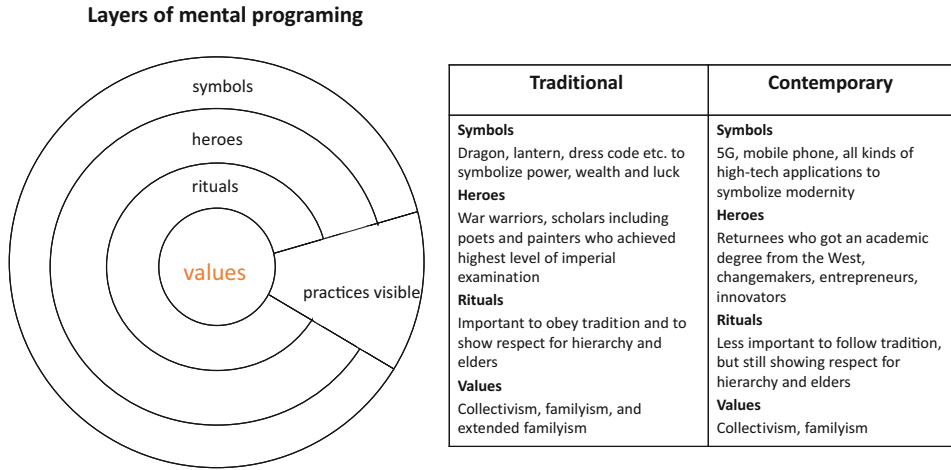 Layers of mental programing
symbols
heroes
rituals
values
practices visible
Traditional
Symbols
Dragon, lantern, dress code etc. to
symbolize power, wealth and luck
Heroes
War warriors, scholars including
poets and painters who achieved
highest level of imperial
examination
Rituals
Important to obey tradition and to
show respect for hierarchy and
elders
Values
Collectivism, familyism, and
extended familyism
Contemporary
Symbols
5G, mobile phone, all kinds of
high-tech applications to
symbolize modernity
Heroes
Returnees who got an academic
degree from the West,
changemakers, entrepreneurs,
innovators
Rituals
Less important to follow tradition,
but still showing respect for
hierarchy and elders
Values
Collectivism, familyism